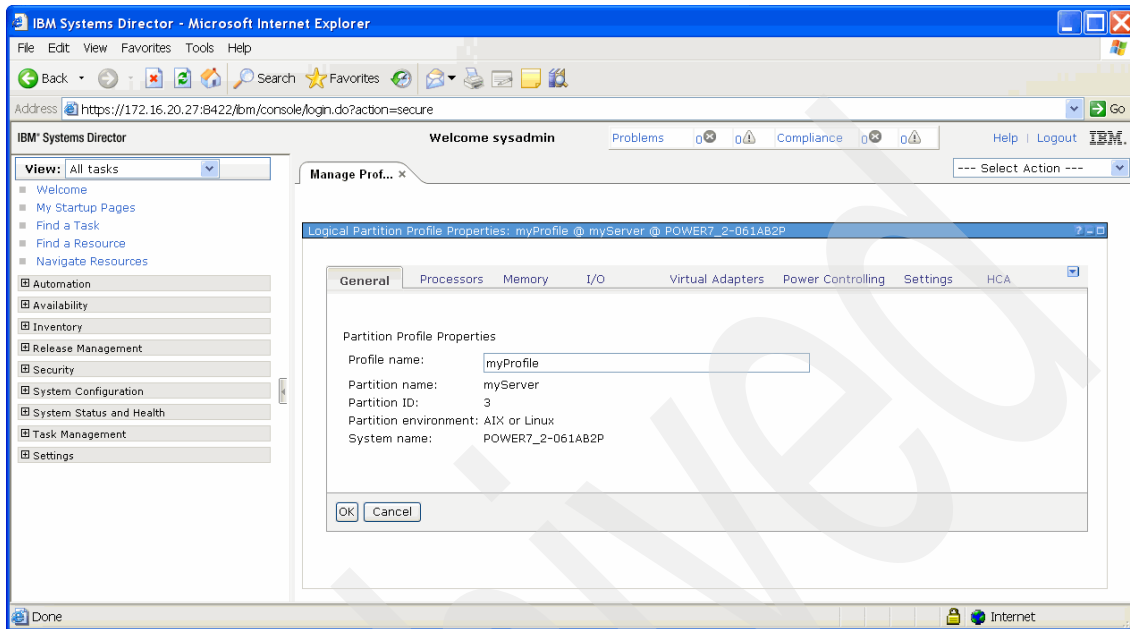 IBM Systems Director - Microsoft Internet Explorer
File Edit View Favorites Tools Help
Back Search Favorites
Address https://172.16.20.27:8422/ibm/console/login.do?action=secure Go
IBM® Systems Director Welcome sysadmin Problems 0 0 Compliance 0 0 Help | Logout IBM.
View: All tasks
Manage Prof... × --- Select Action ---
Welcome
My Startup Pages
Find a Task
Find a Resource
Navigate Resources
Automation
Availability
Inventory
Release Management
Security
System Configuration
System Status and Health
Task Management
Settings
Logical Partition Profile Properties: myProfile @ myServer @ POWER7_2-061AB2P
General Processors Memory I/O Virtual Adapters Power Controlling Settings HCA
Partition Profile Properties
Profile name: myProfile
Partition name: myServer
Partition ID: 3
Partition environment: AIX or Linux
System name: POWER7_2-061AB2P
OK Cancel
Done Internet